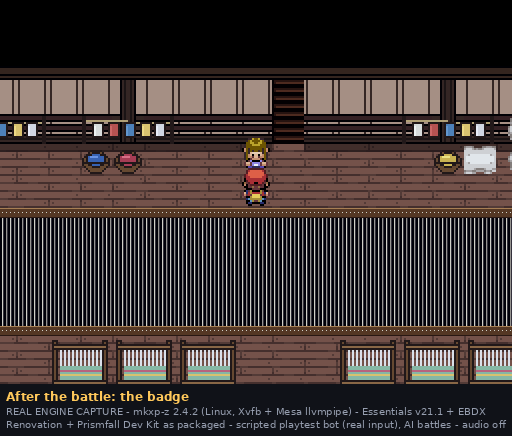 After the battle: the badge
REAL ENGINE CAPTURE - mkxp-z 2.4.2 (Linux, Xvfb + Mesa llvmpipe) - Essentials v21.1 + EBDX
Renovation + Prismfall Dev Kit as packaged - scripted playtest bot (real input), AI battles - audio off